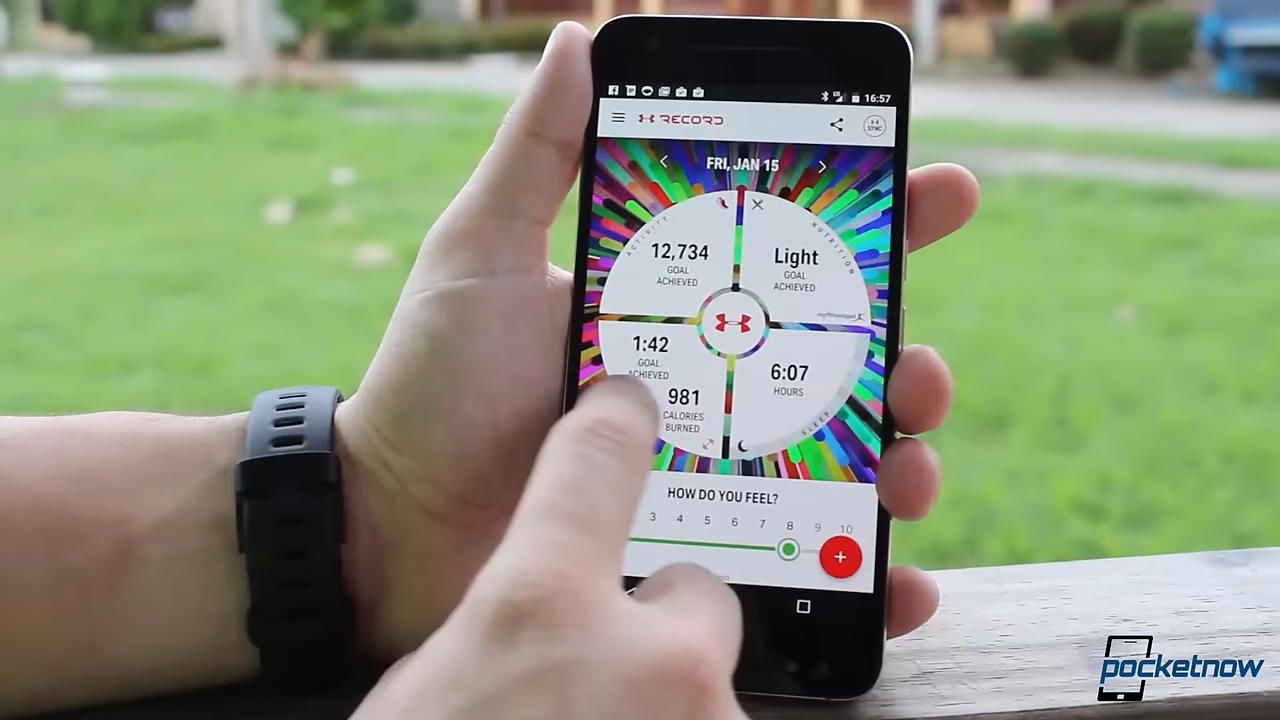 16:57
RECORD
SYNC
FRI, JAN 15
ACTIVITY
NUTRITION
12,734
GOAL
ACHIEVED
Light
GOAL
ACHIEVED
myfitnesspal
1:42
GOAL
ACHIEVED
981
CALORIES
BURNED
6:07
HOURS
SLEEP
HOW DO YOU FEEL?
3 4 5 6 7 8 9 10
+
pocketnow